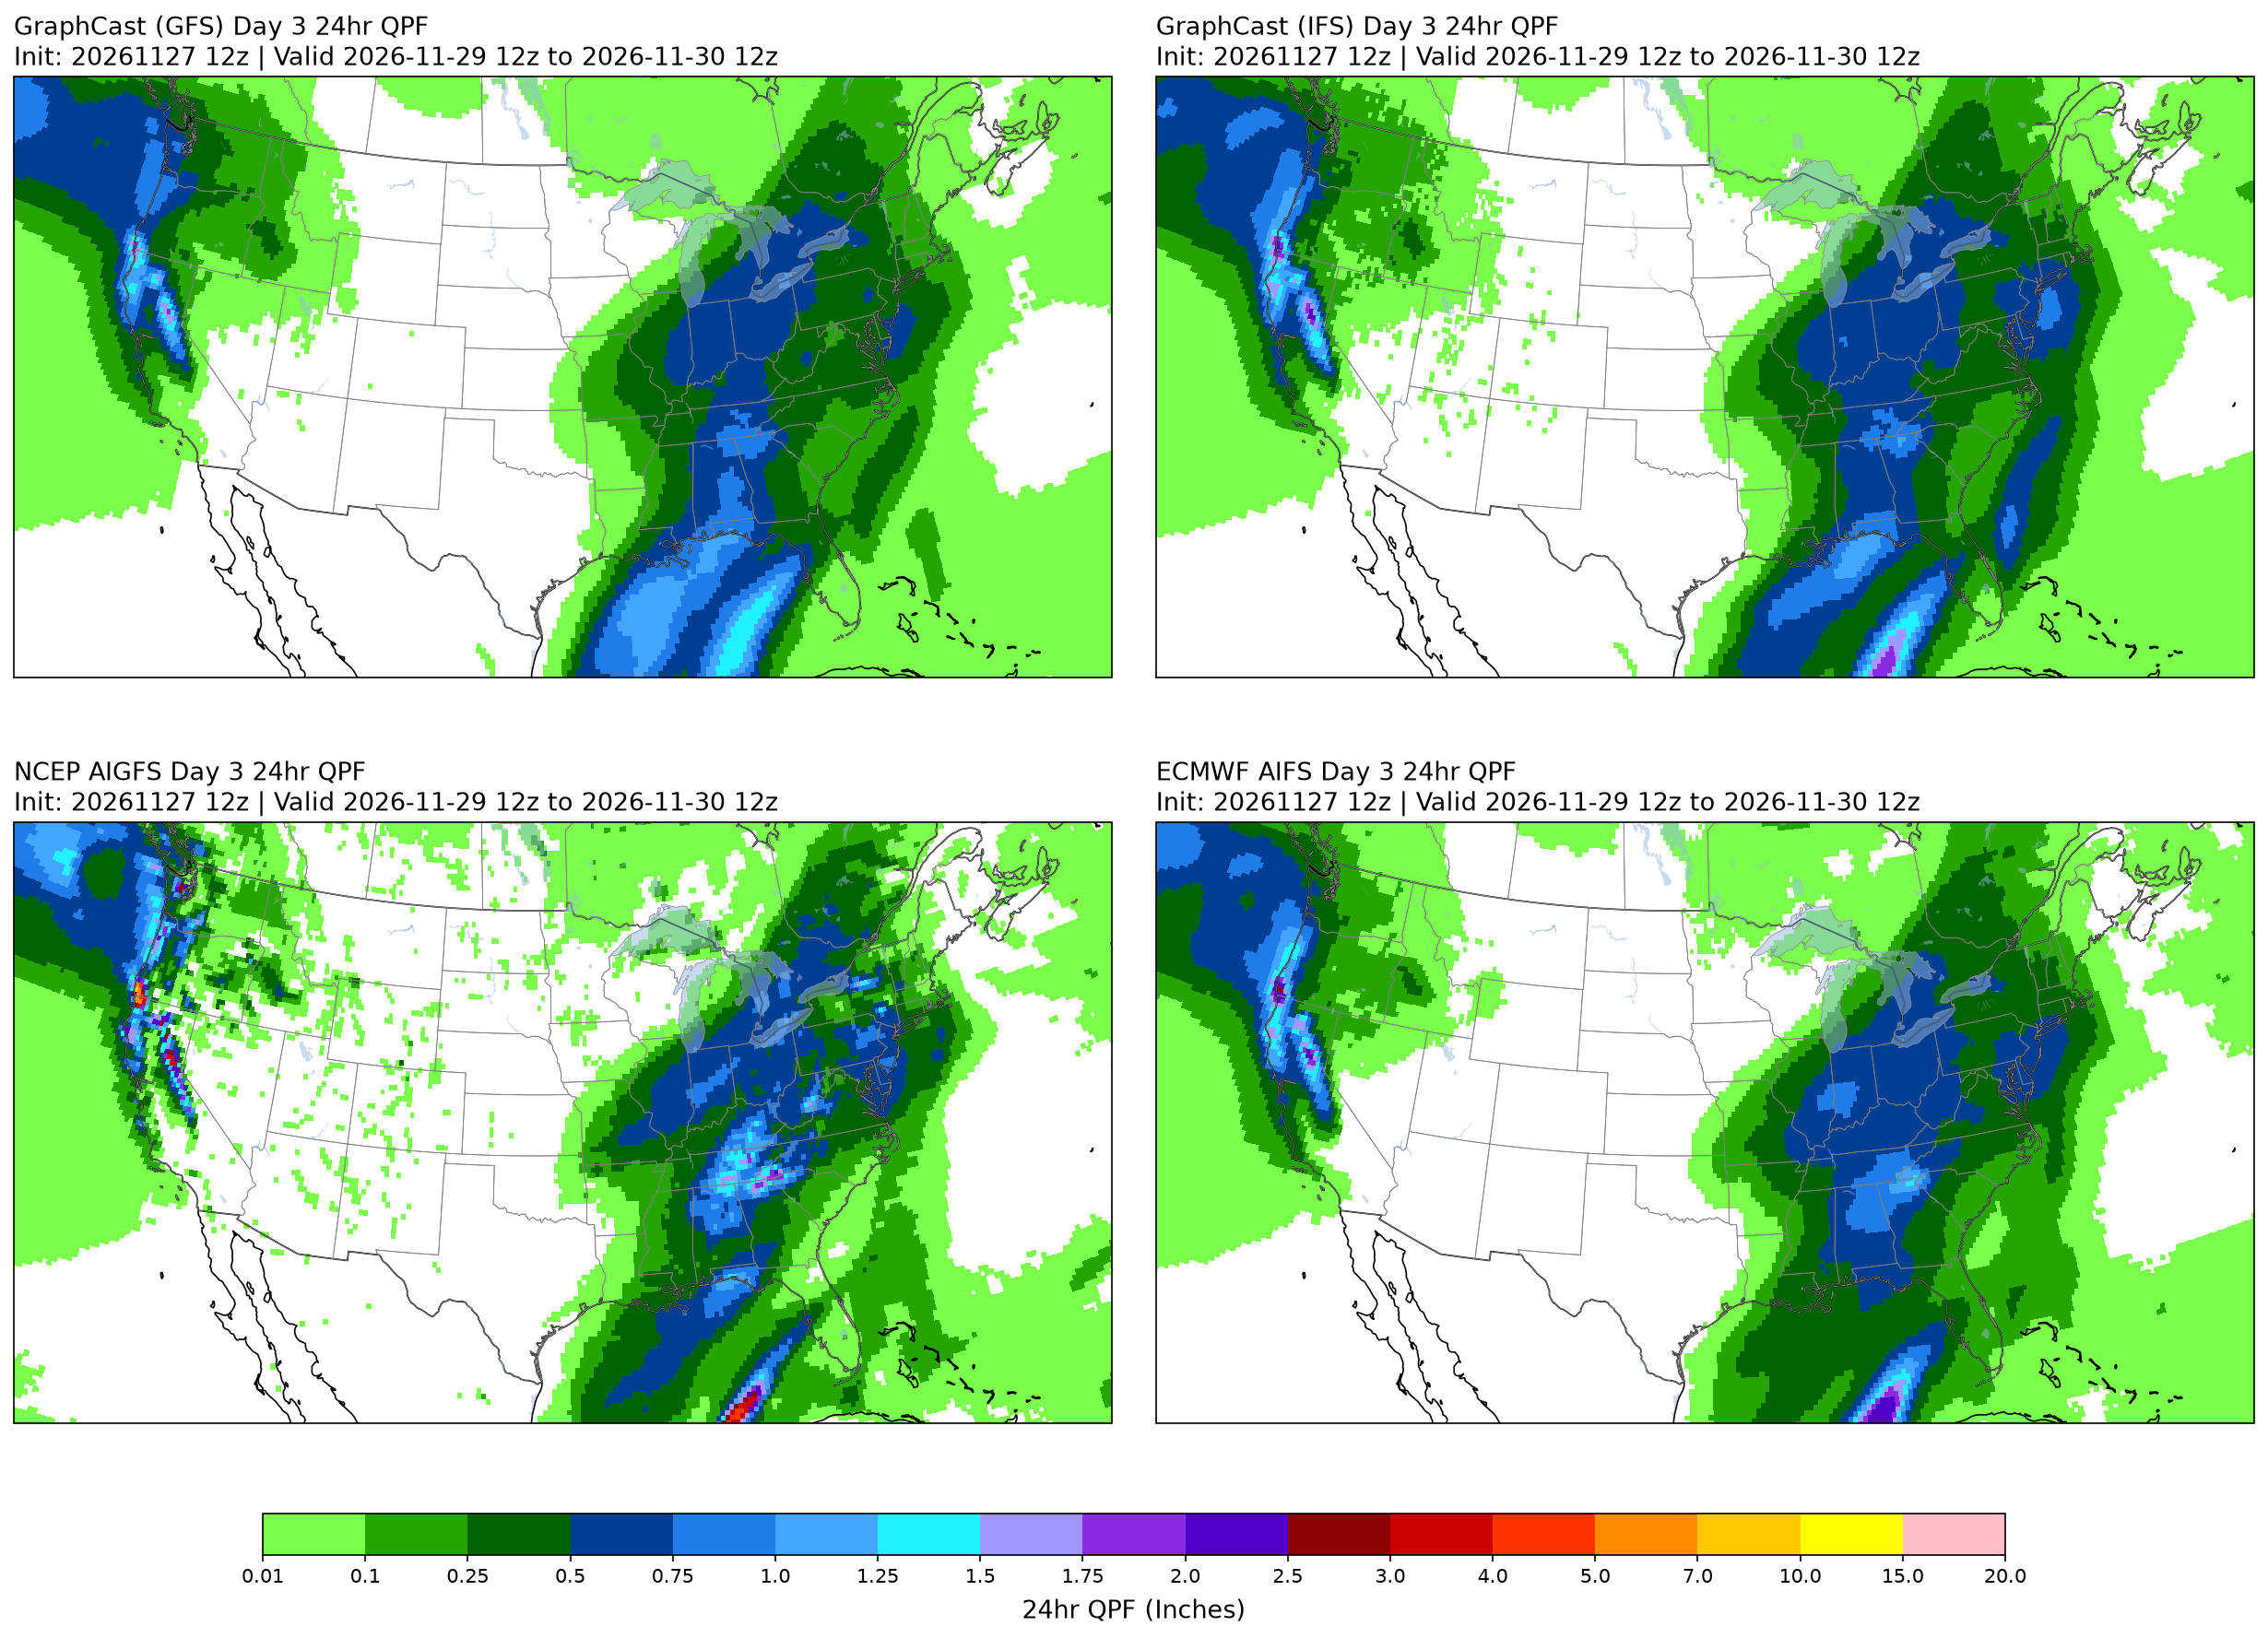 GraphCast (GFS) Day 3 24hr QPF
Init: 20261127 12z | Valid 2026-11-29 12z to 2026-11-30 12z
GraphCast (IFS) Day 3 24hr QPF
Init: 20261127 12z | Valid 2026-11-29 12z to 2026-11-30 12z
NCEP AIGFS Day 3 24hr QPF
Init: 20261127 12z | Valid 2026-11-29 12z to 2026-11-30 12z
ECMWF AIFS Day 3 24hr QPF
Init: 20261127 12z | Valid 2026-11-29 12z to 2026-11-30 12z
0.01 0.1 0.25 0.5 0.75 1.0 1.25 1.5 1.75 2.0 2.5 3.0 4.0 5.0 7.0 10.0 15.0 20.0
24hr QPF (Inches)